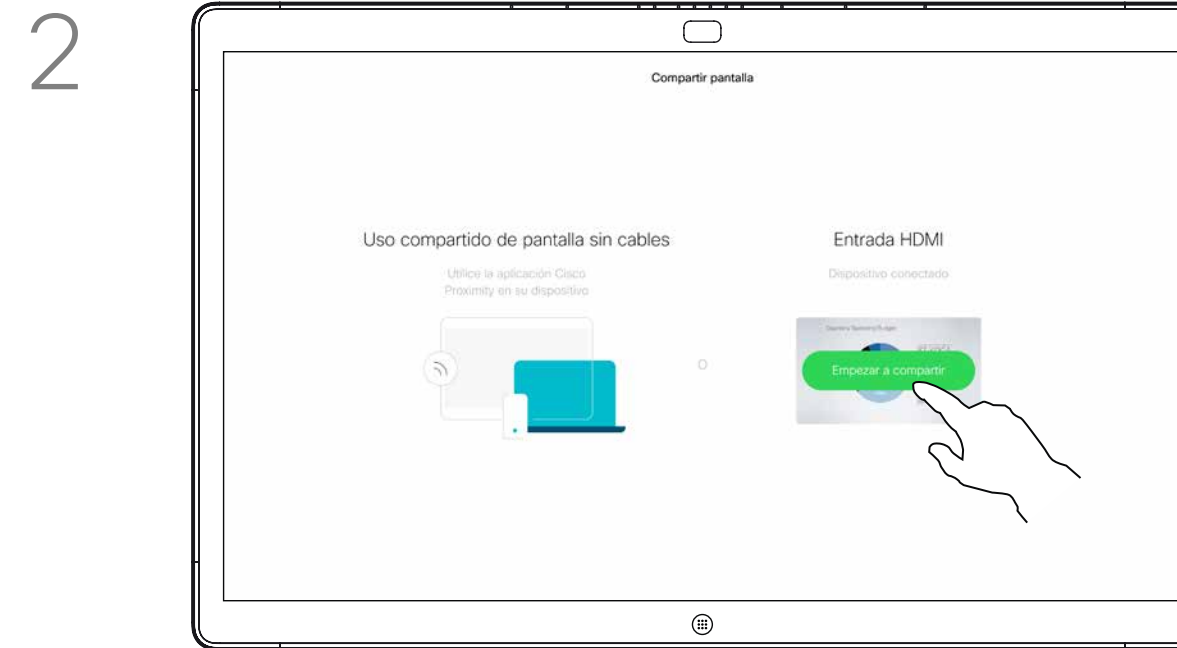 2
Compartir pantalla
Uso compartido de pantalla sin cables
Utilice la aplicación Cisco
Proximity en su dispositivo
o
Entrada HDMI
Dispositivo conectado
Empezar a compartir